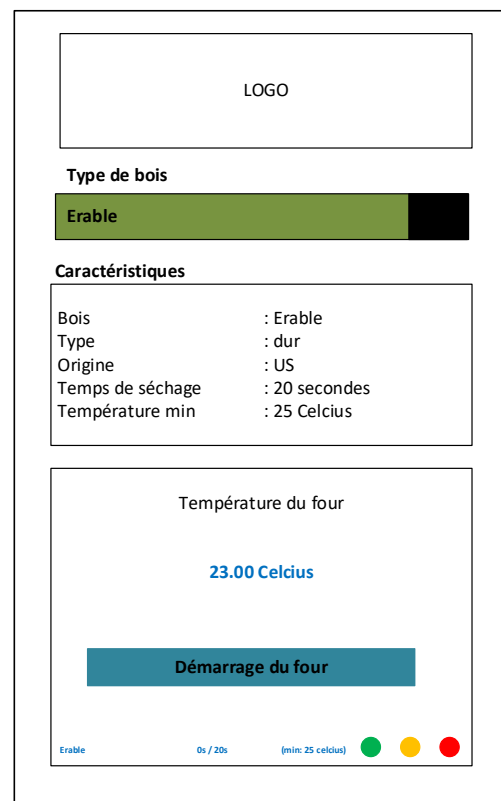 LOGO
Type de bois
Erable
Caractéristiques
Bois : Erable
Type : dur
Origine : US
Temps de séchage : 20 secondes
Température min : 25 Celcius
Température du four
23.00 Celcius
Démarrage du four
Erable 0s / 20s (min: 25 celcius)